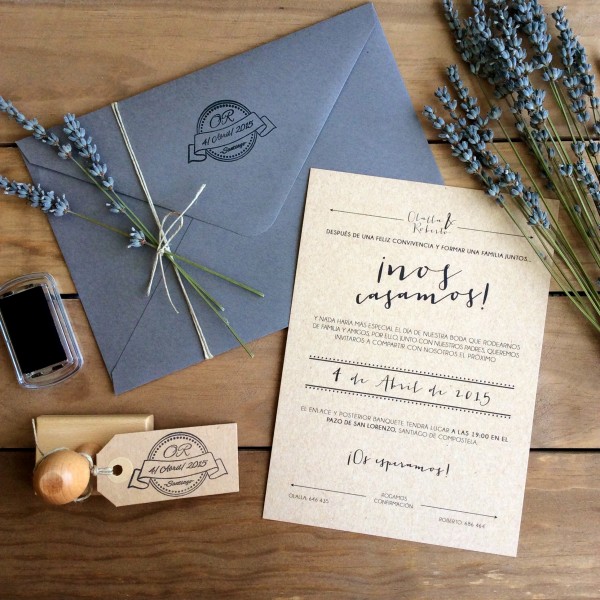 OR
4/ Abril/ 2015
-Santiago-
Olalla &
Roberto
DESPUÉS DE UNA FELIZ CONVIVENCIA Y FORMAR UNA FAMILIA JUNTOS...
¡nos
casamos!
Y NADA HARÍA MÁS ESPECIAL EL DÍA DE NUESTRA BODA QUE RODEARNOS
DE FAMILIA Y AMIGOS, POR ELLO, JUNTO CON NUESTROS PADRES, QUEREMOS
INVITAROS A COMPARTIR CON NOSOTROS EL PRÓXIMO
4 de Abril de 2015
EL ENLACE Y POSTERIOR BANQUETE TENDRÁ LUGAR A LAS 19:00 EN EL
PAZO DE SAN LORENZO, SANTIAGO DE COMPOSTELA.
¡Os esperamos!
OLALLA: 646 415
ROGAMOS
CONFIRMACIÓN
ROBERTO: 686 464
OR
4/ Abril/ 2015
-Santiago-